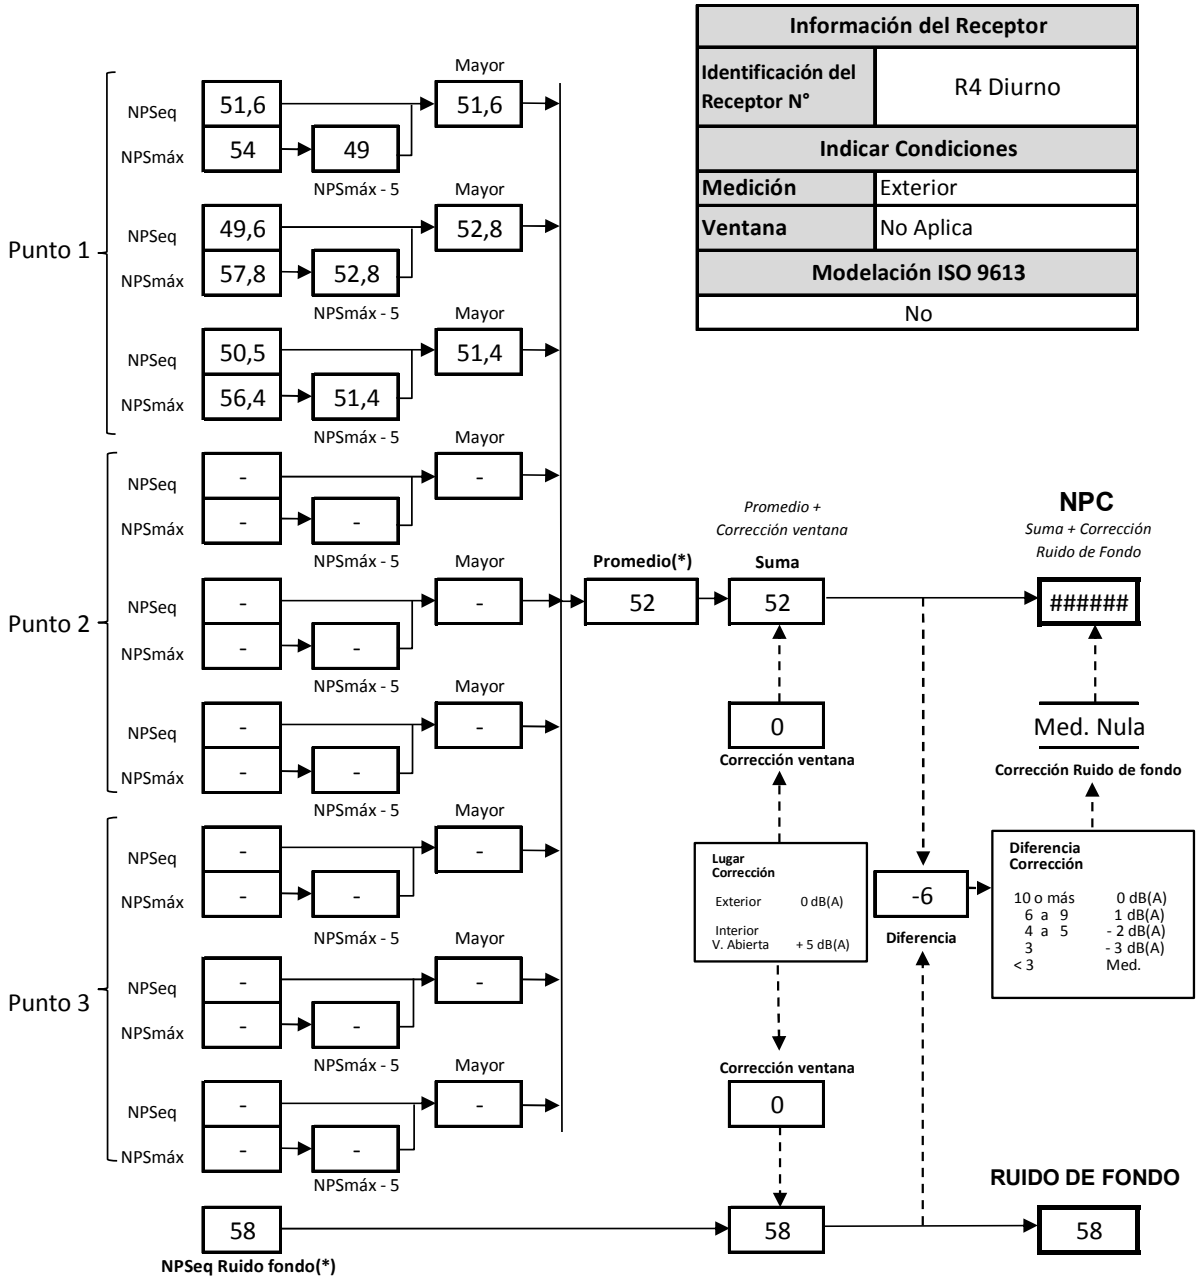 Información del Receptor
Identificación del
Receptor N°
R4 Diurno
Indicar Condiciones
Medición
Exterior
Ventana
No Aplica
Modelación ISO 9613
No
Punto 1
Mayor
NPSeq
51,6
51,6
NPSmáx
54
49
NPSmáx - 5
Mayor
NPSeq
49,6
52,8
NPSmáx
57,8
52,8
NPSmáx - 5
Mayor
NPSeq
50,5
51,4
NPSmáx
56,4
51,4
NPSmáx - 5
Punto 2
Mayor
NPSeq
-
-
NPSmáx
-
-
NPSmáx - 5
Mayor
NPSeq
-
-
NPSmáx
-
-
NPSmáx - 5
Mayor
NPSeq
-
-
NPSmáx
-
-
NPSmáx - 5
Punto 3
Mayor
NPSeq
-
-
NPSmáx
-
-
NPSmáx - 5
NPSeq
-
-
NPSmáx
-
-
NPSmáx - 5
Mayor
NPSeq
-
-
NPSmáx
-
-
NPSmáx - 5
Promedio(*)
52
Promedio +
Corrección ventana
Suma
52
0
Corrección ventana
Lugar
Corrección
Exterior 0 dB(A)
Interior
V. Abierta + 5 dB(A)
Corrección ventana
0
NPC
Suma + Corrección
Ruido de Fondo
######
Med. Nula
Corrección Ruido de fondo
-6
Diferencia
Diferencia
Corrección
10 o más 0 dB(A)
6 a 9 1 dB(A)
4 a 5 - 2 dB(A)
3 - 3 dB(A)
< 3 Med.
RUIDO DE FONDO
58
58
58
NPSeq Ruido fondo(*)